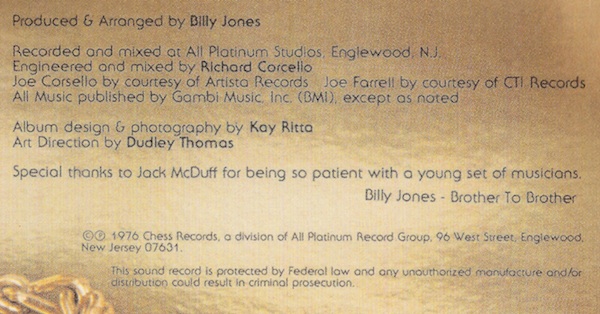 Produced & Arranged by Billy Jones
Recorded and mixed at All Platinum Studios, Englewood, N.J.
Engineered and mixed by Richard Corcello
Joe Corsello by courtesy of Artista Records Joe Farrell by courtesy of CTI Records
All Music published by Gambi Music, Inc. (BMI), except as noted
Album design & photography by Kay Ritta
Art Direction by Dudley Thomas
Special thanks to Jack McDuff for being so patient with a young set of musicians.
Billy Jones - Brother To Brother
©℗ 1976 Chess Records, a division of All Platinum Record Group, 96 West Street, Englewood,
New Jersey 07631.
This sound record is protected by Federal law and any unauthorized manufacture and/or
distribution could result in criminal prosecution.